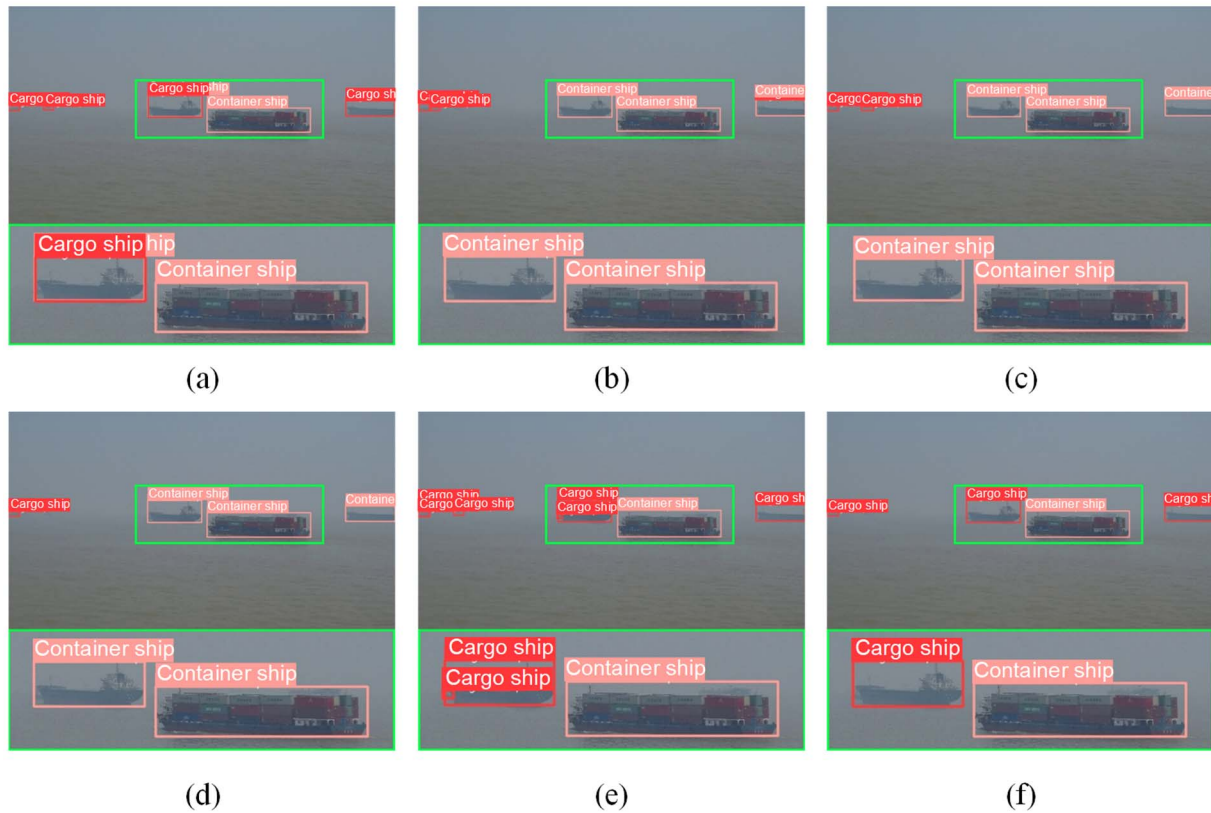 Cargo ship hip
Cargo Cargo ship Container ship Cargo sh
Cargo ship hip
Container ship
(a)
Container ship Containe
Cargo ship Container ship
Container ship
Container ship
(b)
Container ship Container
Cargo Cargo ship Container ship
Container ship
Container ship
(c)
Container ship Containe
Cargo ship Container ship
Container ship
Container ship
(d)
Cargo ship Cargo ship Cargo sh
Cargo Cargo ship Cargo ship Container ship
Cargo ship
Cargo ship Container ship
(e)
Cargo ship Cargo sh
Cargo ship Container ship
Cargo ship
Container ship
(f)